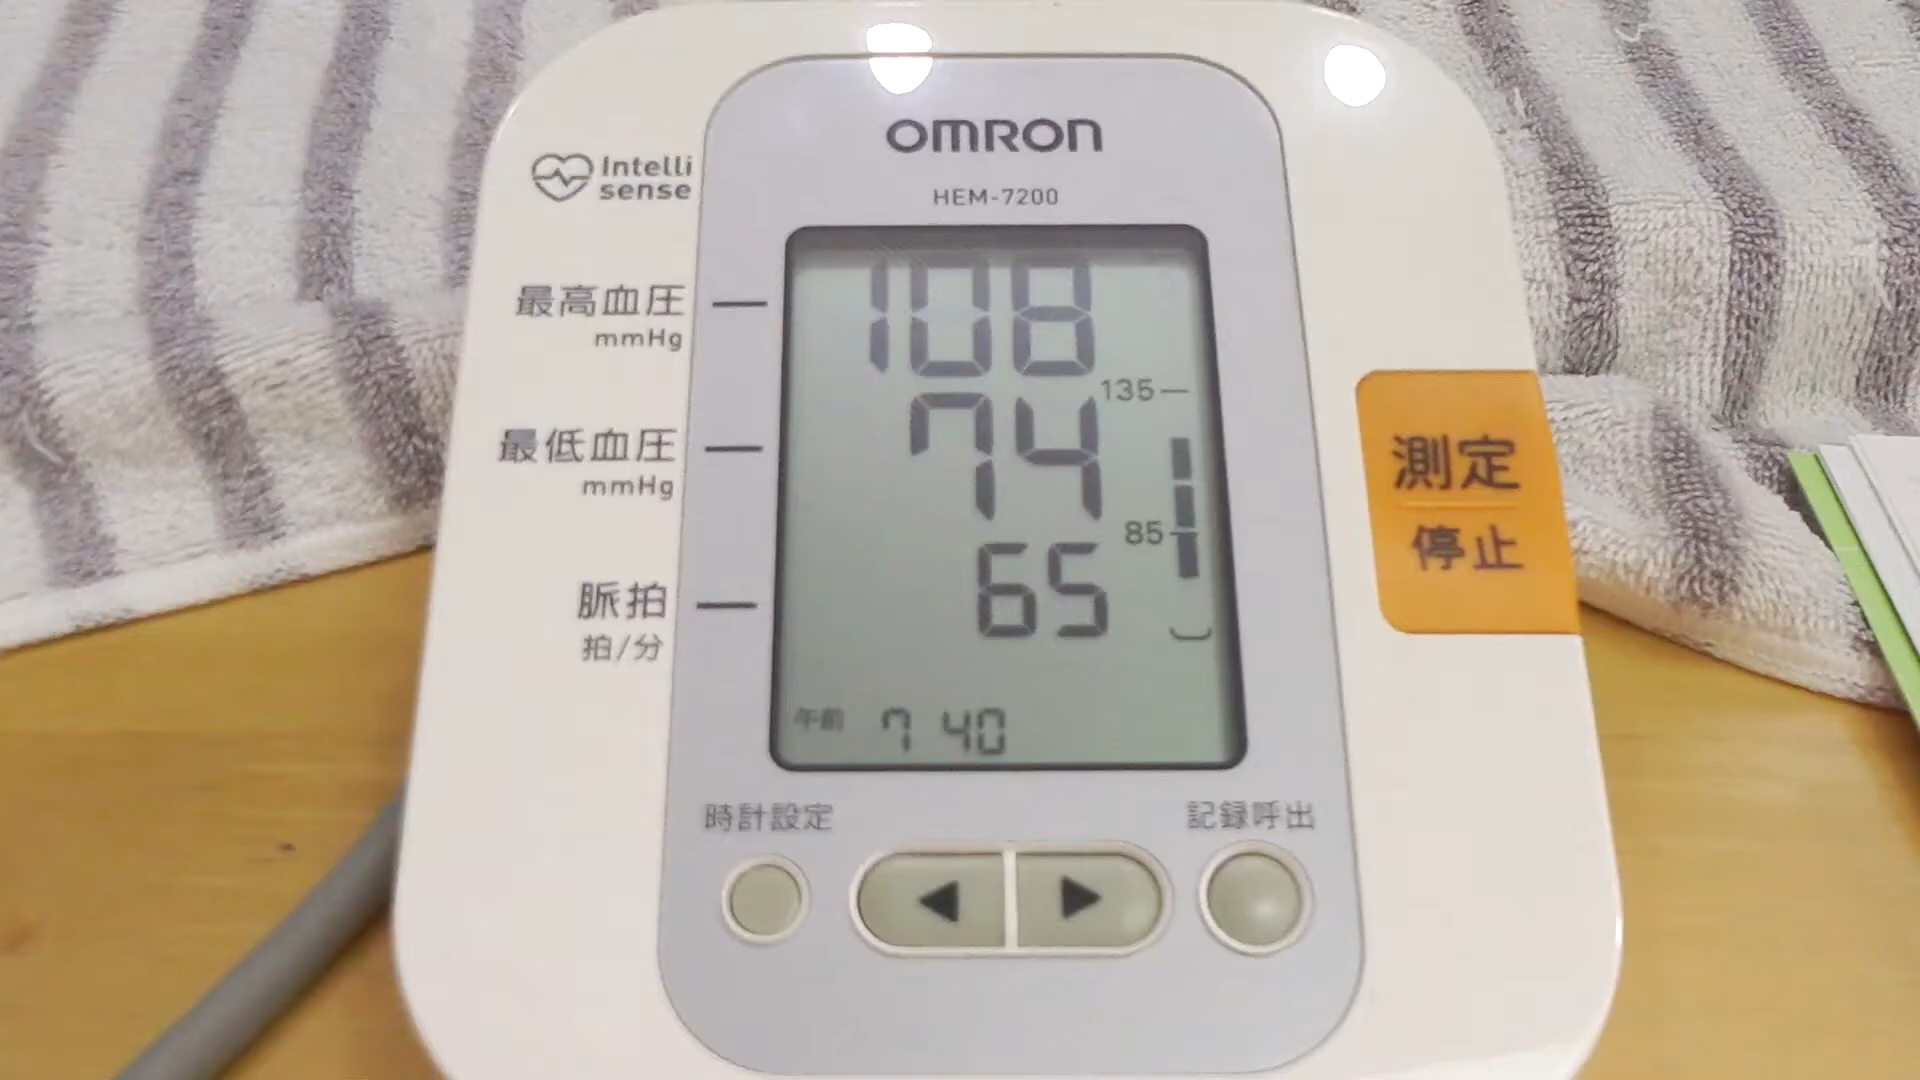 OMRON
HEM-7200
Intelli
sense
最高血圧
mmHg
108
135
最低血圧
mmHg
74
85
脈拍
拍/分
65
午前 7 40
測定
停止
時計設定
記録呼出